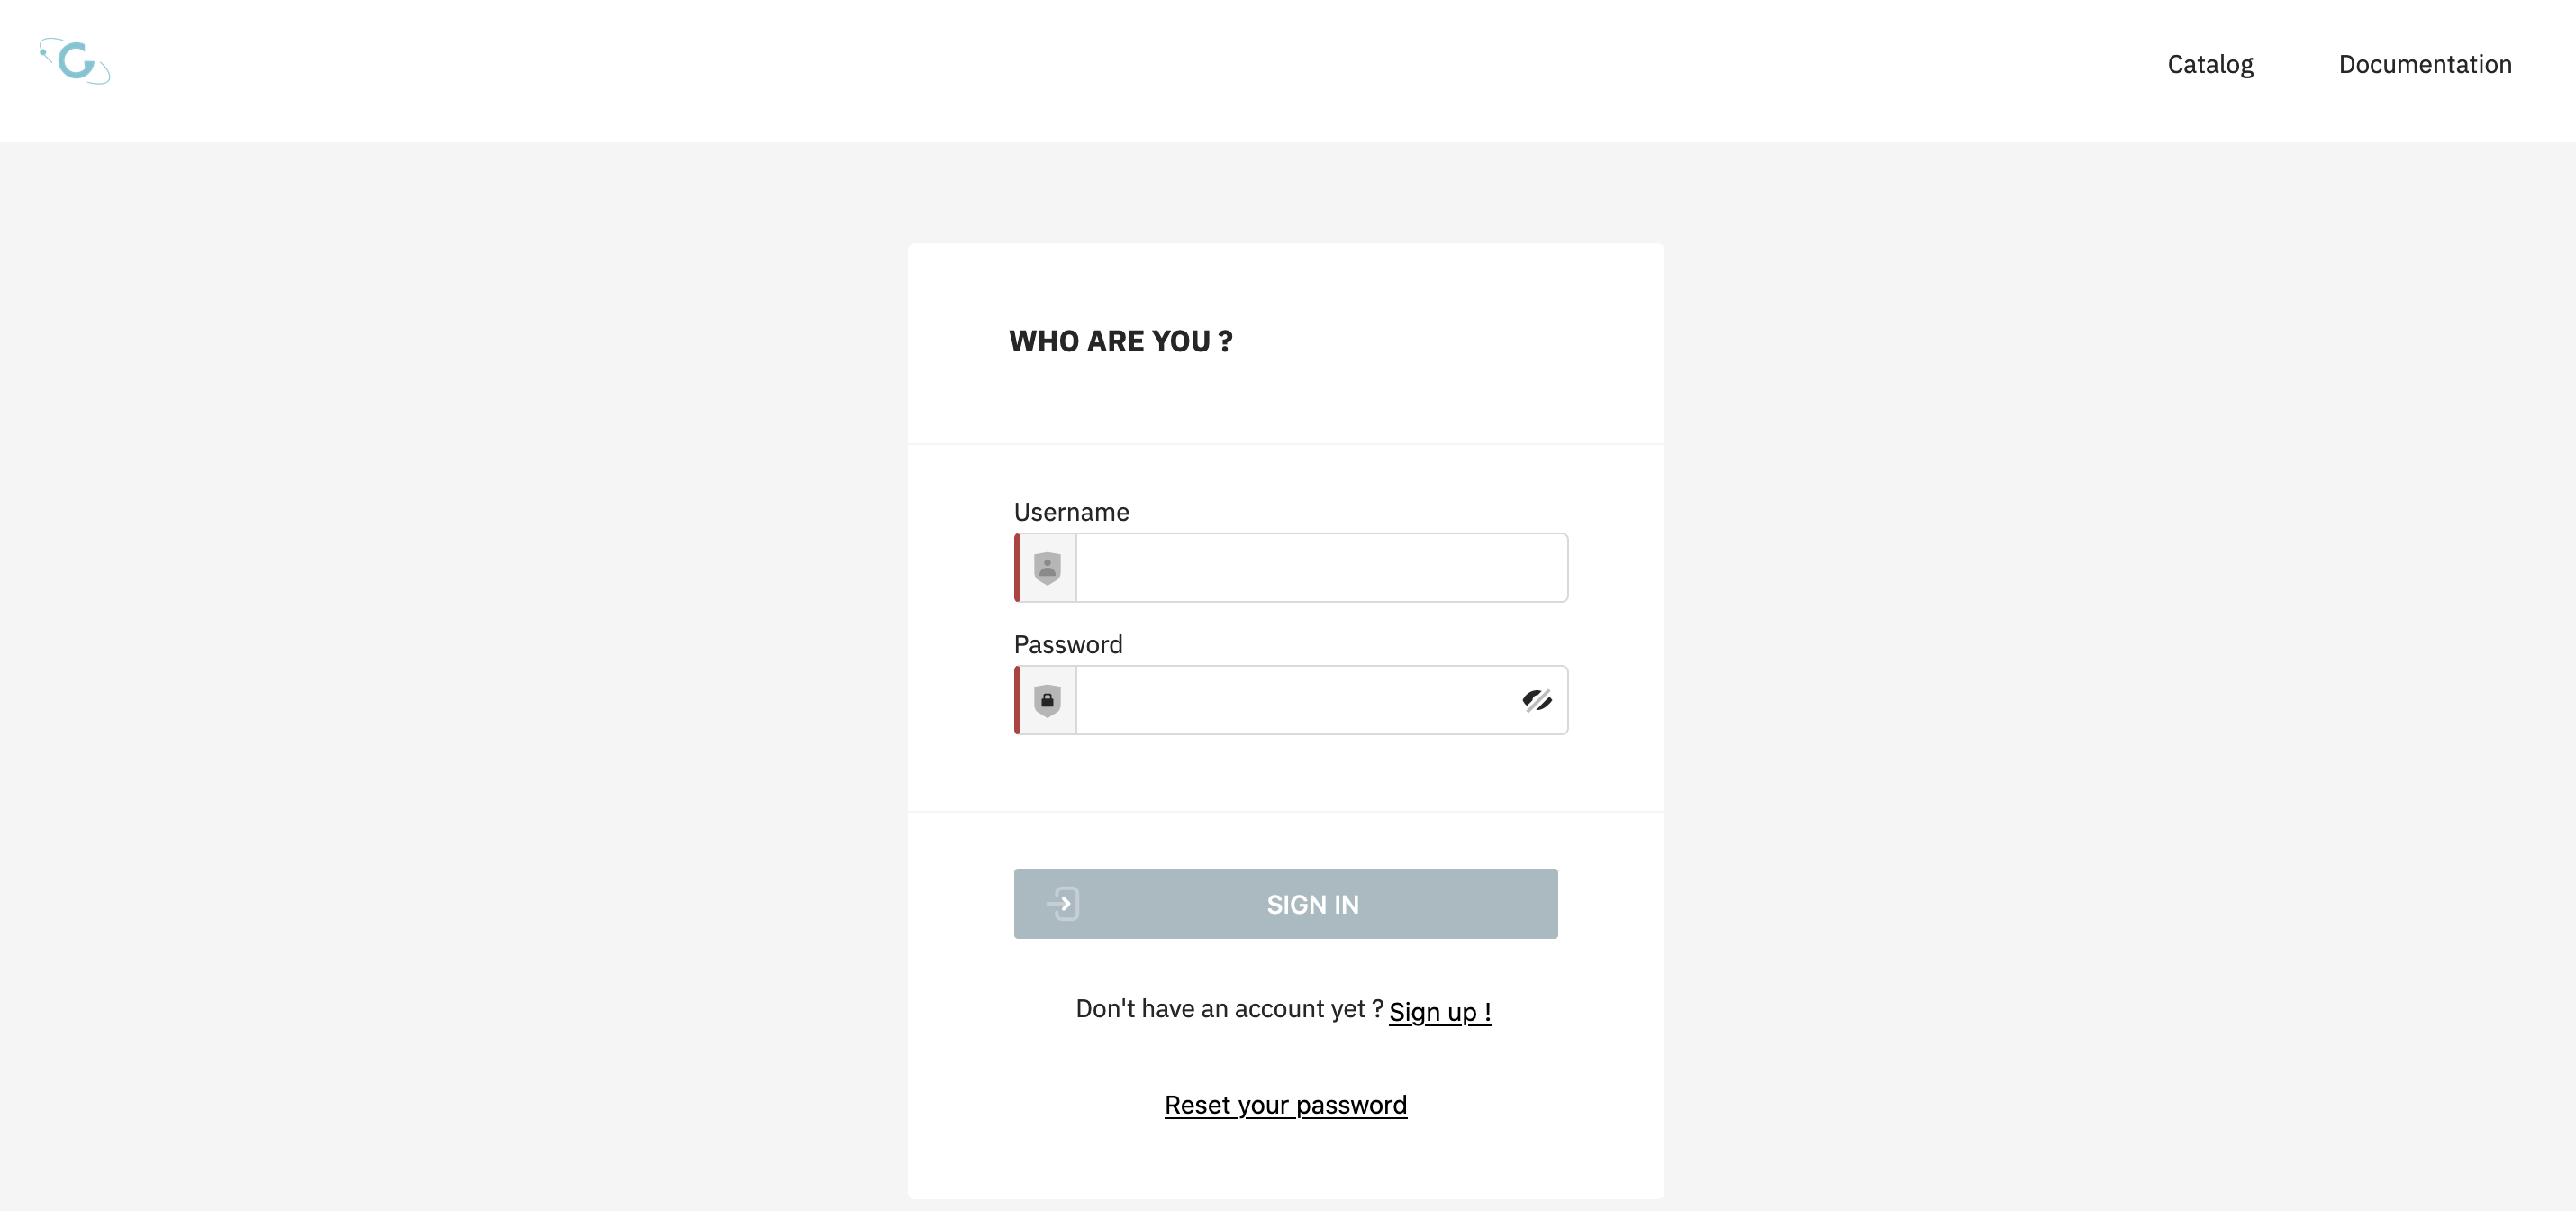 Catalog
Documentation
WHO ARE YOU ?
Username
Password
SIGN IN
Don't have an account yet ? Sign up !
Reset your password